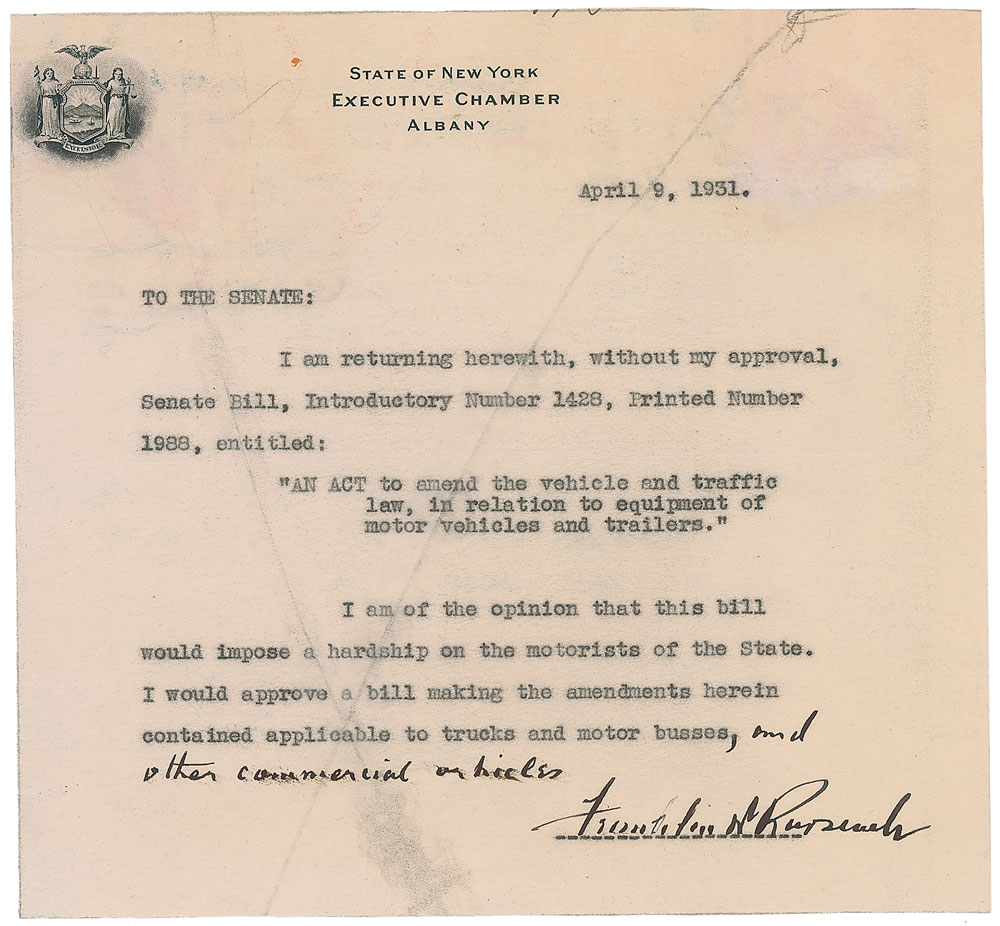 STATE OF NEW YORK
EXECUTIVE CHAMBER
ALBANY
EXCELSIOR
April 9, 1931.
TO THE SENATE:
I am returning herewith, without my approval,
Senate Bill, Introductory Number 1428, Printed Number
1988, entitled:
"AN ACT to amend the vehicle and traffic
law, in relation to equipment of
motor vehicles and trailers."
I am of the opinion that this bill
would impose a hardship on the motorists of the State.
I would approve a bill making the amendments herein
contained applicable to trucks and motor busses, and
other commercial vehicles
Franklin D Roosevelt